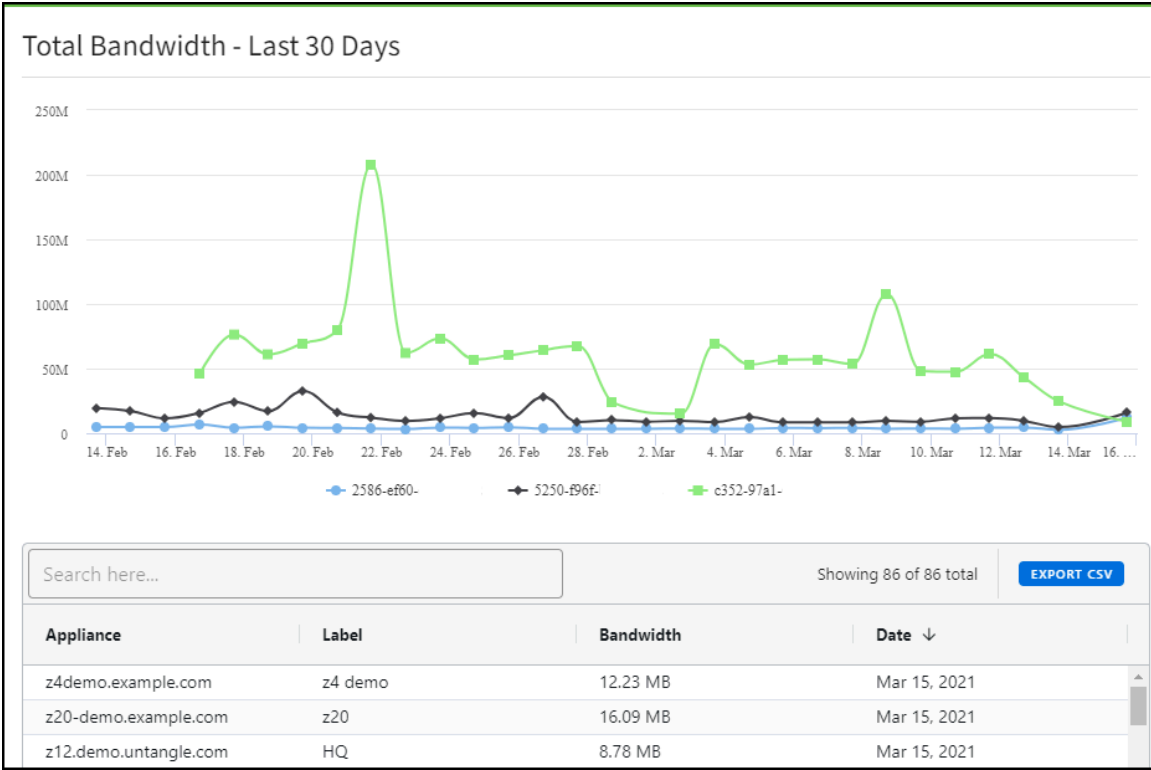 Total Bandwidth - Last 30 Days
250M
200M
150M
100M
50M
0
14. Feb 16. Feb 18. Feb 20. Feb 22. Feb 24. Feb 26. Feb 28. Feb 2. Mar 4. Mar 6. Mar 8. Mar 10. Mar 12. Mar 14. Mar 16. ...
2586-ef60- 5250-f96f- c352-97a1-
Search here... Showing 86 of 86 total EXPORT CSV
Appliance Label Bandwidth Date ↓
z4demo.example.com z4 demo 12.23 MB Mar 15, 2021
z20-demo.example.com z20 16.09 MB Mar 15, 2021
z12.demo.untangle.com HQ 8.78 MB Mar 15, 2021